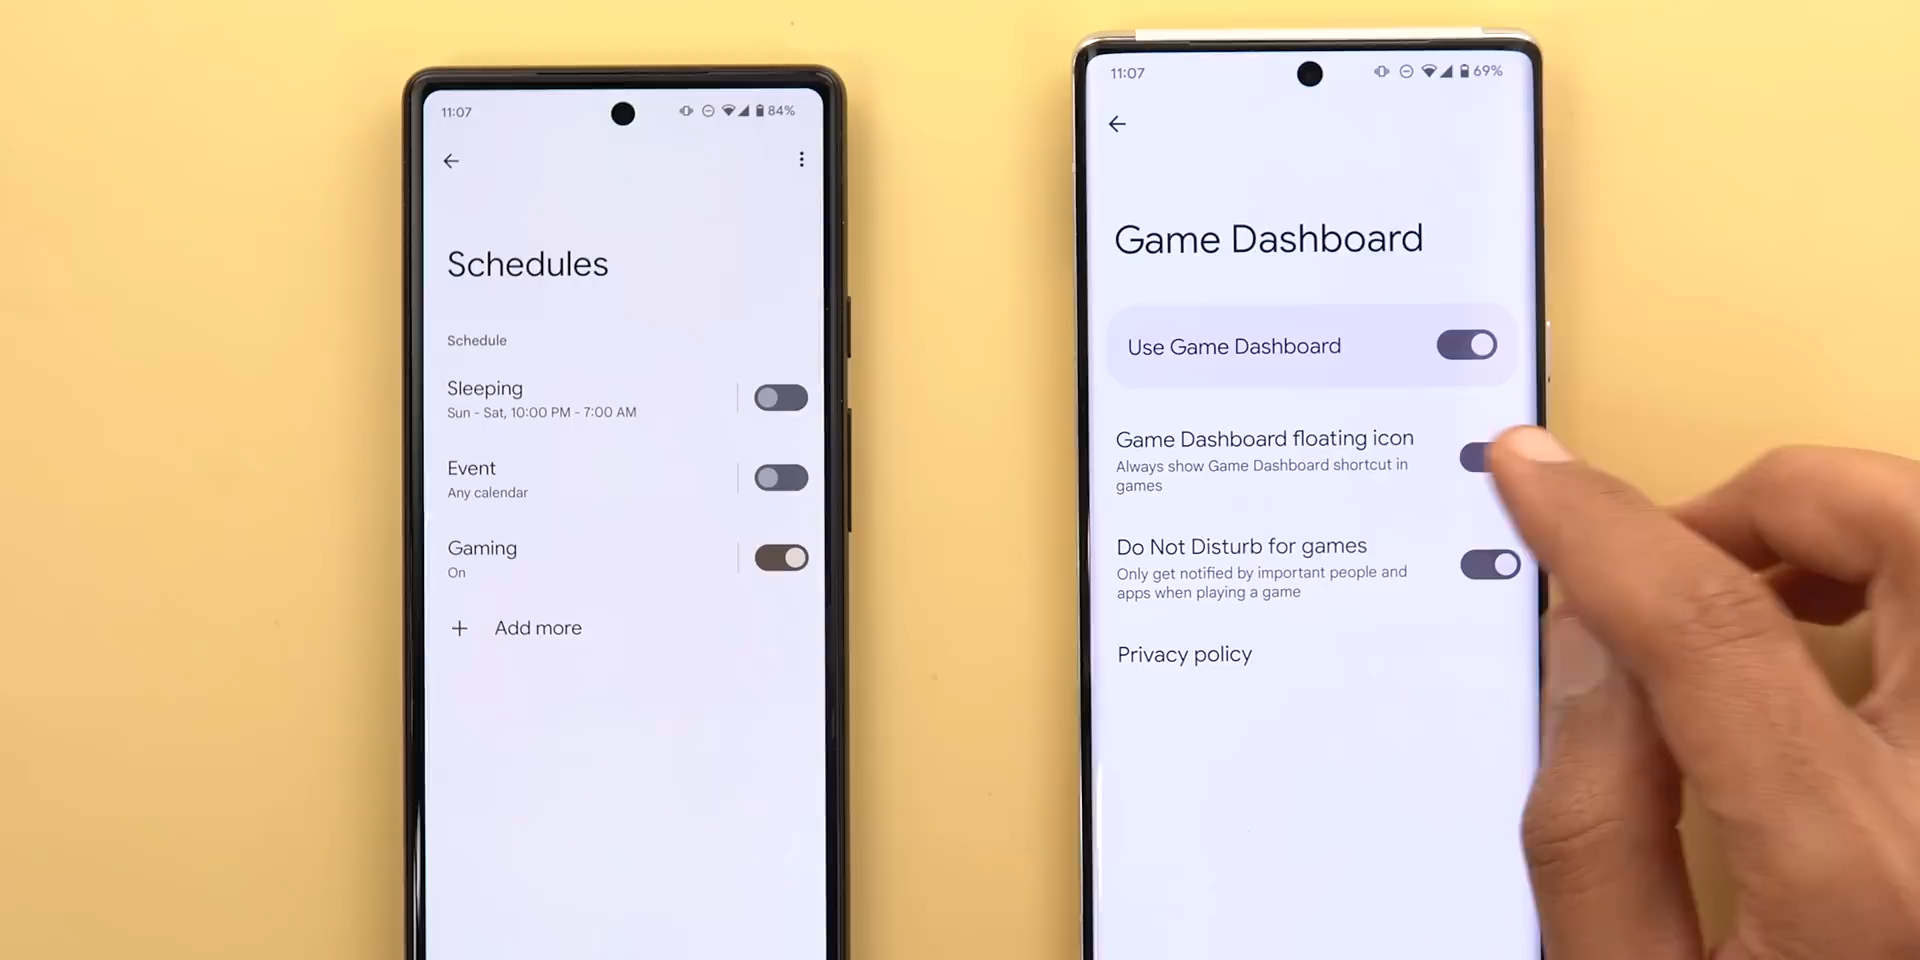 11:07
84%
Schedules
Schedule
Sleeping
Sun - Sat, 10:00 PM - 7:00 AM
Event
Any calendar
Gaming
On
+ Add more
11:07
69%
Game Dashboard
Use Game Dashboard
Game Dashboard floating icon
Always show Game Dashboard shortcut in
games
Do Not Disturb for games
Only get notified by important people and
apps when playing a game
Privacy policy